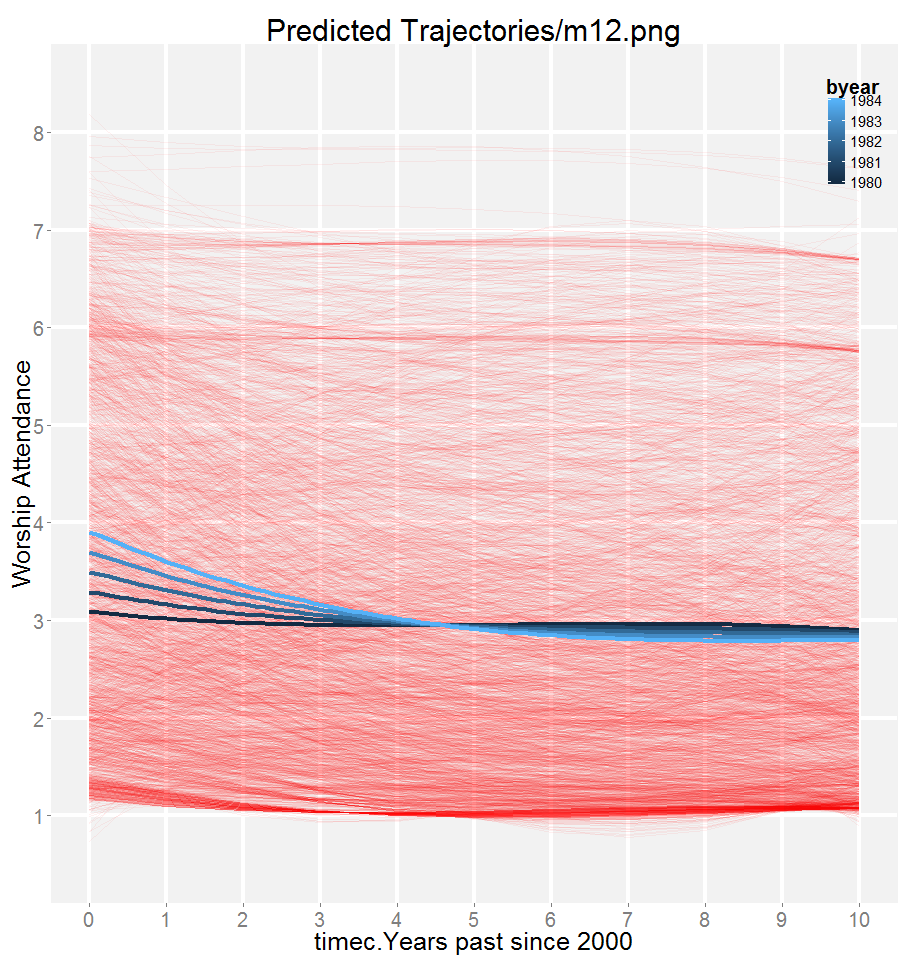 Predicted Trajectories/m12.png
byear
1984
1983
1982
1981
1980
Worship Attendance
8
7
6
5
4
3
2
1
0 1 2 3 4 5 6 7 8 9 10
timec.Years past since 2000